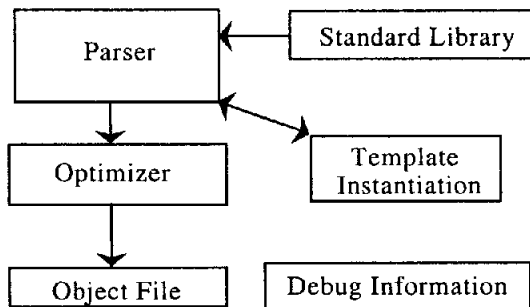 Parser
Standard Library
Optimizer
Template
Instantiation
Object File
Debug Information